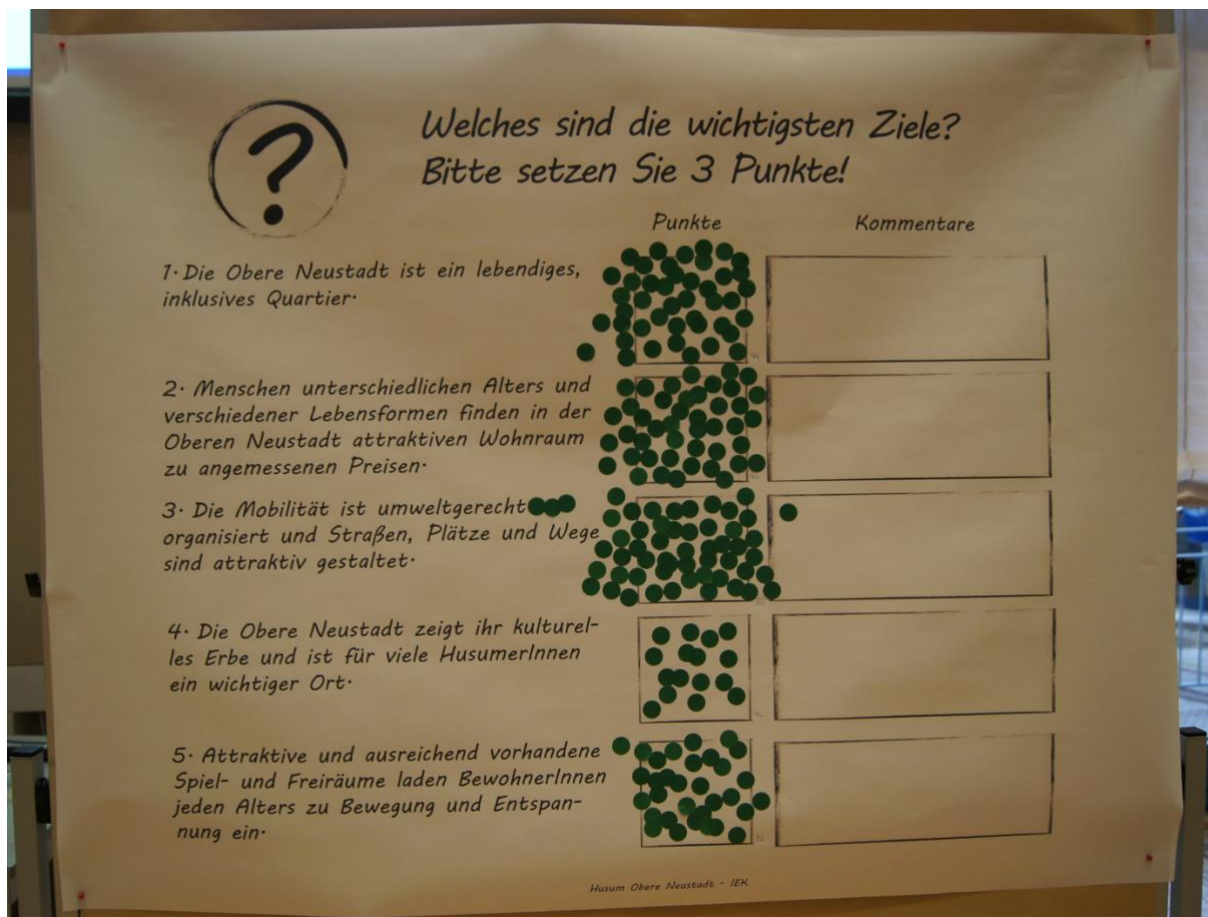 ?
Welches sind die wichtigsten Ziele?
Bitte setzen Sie 3 Punkte!
Punkte
Kommentare
1. Die Obere Neustadt ist ein lebendiges,
inklusives Quartier.
2. Menschen unterschiedlichen Alters und
verschiedener Lebensformen finden in der
Oberen Neustadt attraktiven Wohnraum
zu angemessenen Preisen.
3. Die Mobilität ist umweltgerecht
organisiert und Straßen, Plätze und Wege
sind attraktiv gestaltet.
4. Die Obere Neustadt zeigt ihr kulturel-
les Erbe und ist für viele HusumerInnen
ein wichtiger Ort.
5. Attraktive und ausreichend vorhandene
Spiel- und Freiräume laden BewohnerInnen
jeden Alters zu Bewegung und Entspan-
nung ein.
Husum Obere Neustadt - IEK